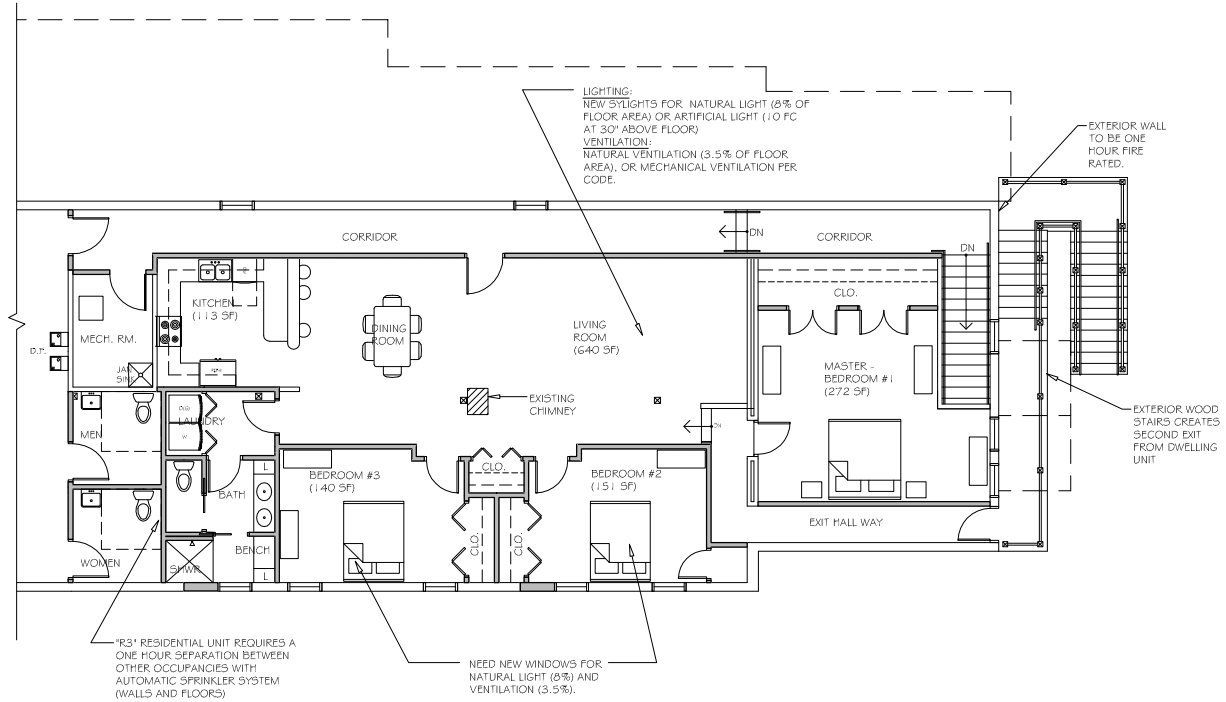 LIGHTING:
NEW SYLIGHTS FOR NATURAL LIGHT (8% OF
FLOOR AREA) OR ARTIFICIAL LIGHT (10 FC
AT 30" ABOVE FLOOR)
VENTILATION:
NATURAL VENTILATION (3.5% OF FLOOR
AREA), OR MECHANICAL VENTILATION PER
CODE.
EXTERIOR WALL
TO BE ONE
HOUR FIRE
RATED.
CORRIDOR
DN
CORRIDOR
DN
KITCHEN
(113 SF)
CLO.
DINING
ROOM
LIVING
ROOM
(640 SF)
MECH. RM.
D.F.
JAN
SINK
MASTER -
BEDROOM #1
(272 SF)
EXISTING
CHIMNEY
EXTERIOR WOOD
STAIRS CREATES
SECOND EXIT
FROM DWELLING
UNIT
MEN
LAUNDRY
W
DN
CLO.
BEDROOM #3
(140 SF)
BEDROOM #2
(151 SF)
L
BATH
EXIT HALL WAY
CLO.
CLO.
BENCH
WOMEN
SHWR
L
"R3" RESIDENTIAL UNIT REQUIRES A
ONE HOUR SEPARATION BETWEEN
OTHER OCCUPANCIES WITH
AUTOMATIC SPRINKLER SYSTEM
(WALLS AND FLOORS)
NEED NEW WINDOWS FOR
NATURAL LIGHT (8%) AND
VENTILATION (3.5%).